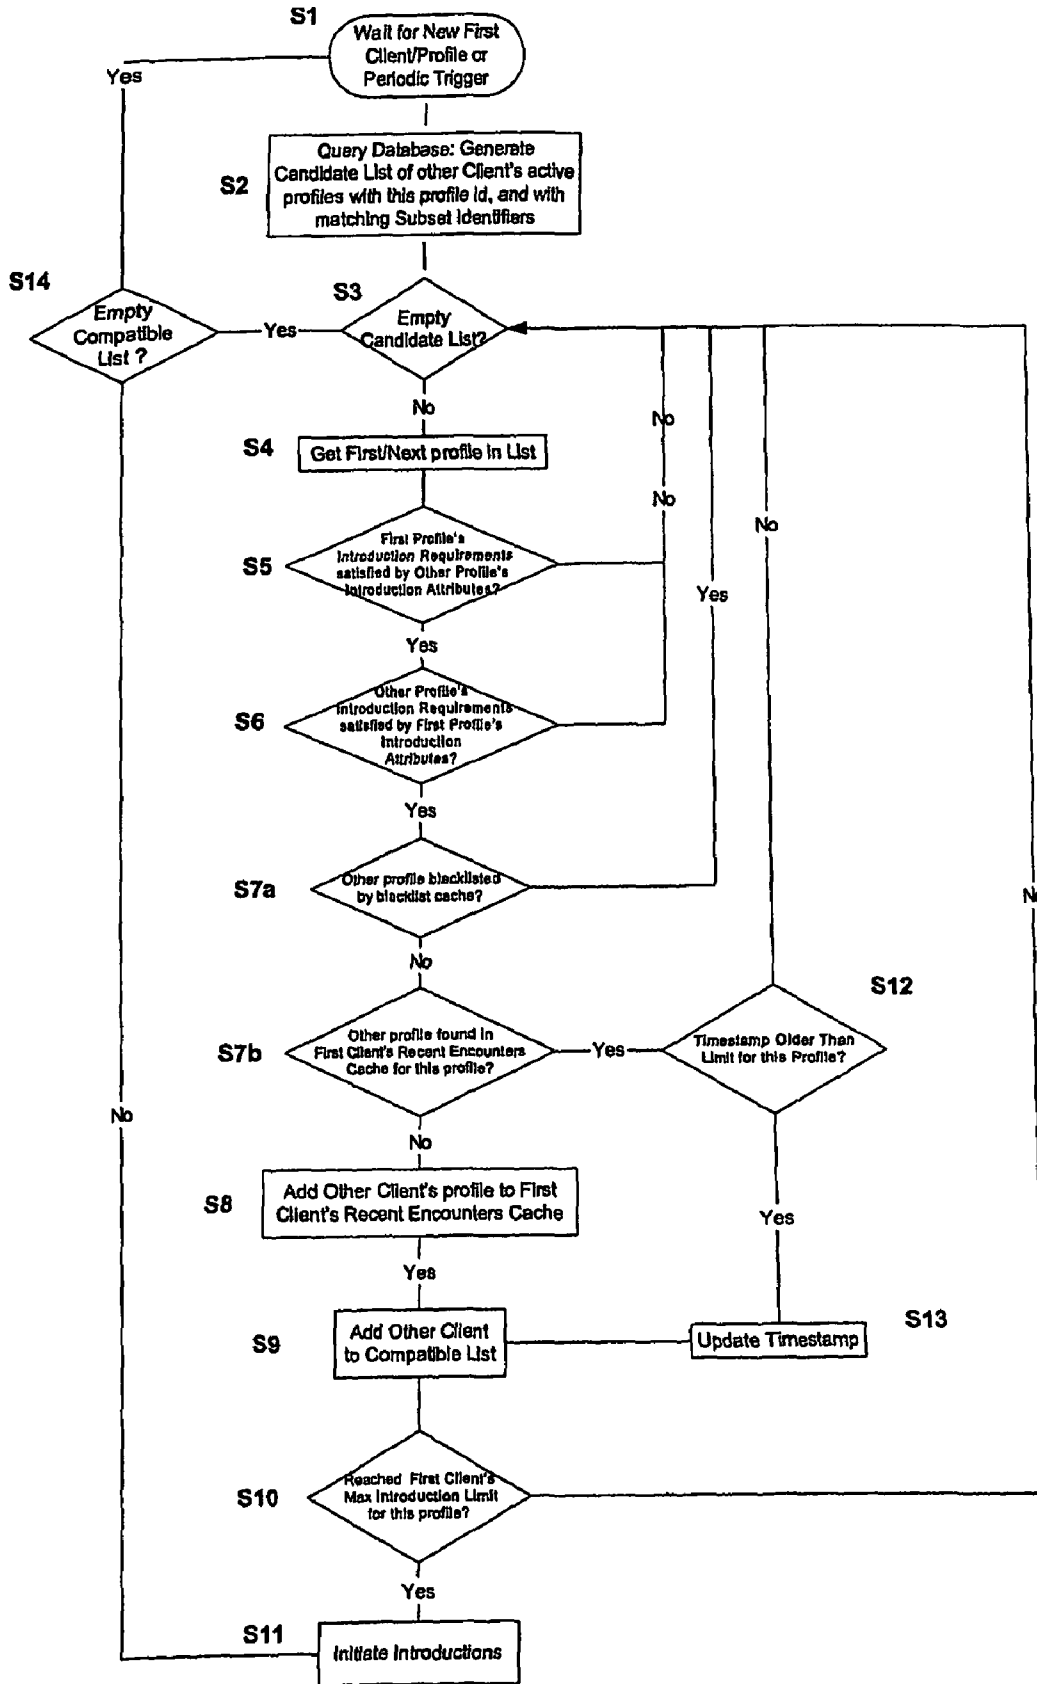 S1
Wait for New First
Client/Profile or
Periodic Trigger
Yes
S2
Query Database: Generate
Candidate List of other Client's active
profiles with this profile id, and with
matching Subset Identifiers
S14
Empty
Compatible
List ?
Yes
S3
Empty
Candidate List?
No
No
S4
Get First/Next profile in List
No
No
S5
First Profile's
Introduction Requirements
satisfied by Other Profile's
Introduction Attributes?
Yes
Yes
S6
Other Profile's
Introduction Requirements
satisfied by First Profile's
Introduction
Attributes?
Yes
S7a
Other profile blacklisted
by blacklist cache?
No
No
S12
S7b
Other profile found in
First Client's Recent Encounters
Cache for this profile?
Yes
Timestamp Older Than
Limit for this Profile?
No
No
S8
Add Other Client's profile to First
Client's Recent Encounters Cache
Yes
Yes
S9
Add Other Client
to Compatible List
Update Timestamp
S13
S10
Reached First Client's
Max Introduction Limit
for this profile?
Yes
S11
Initiate Introductions